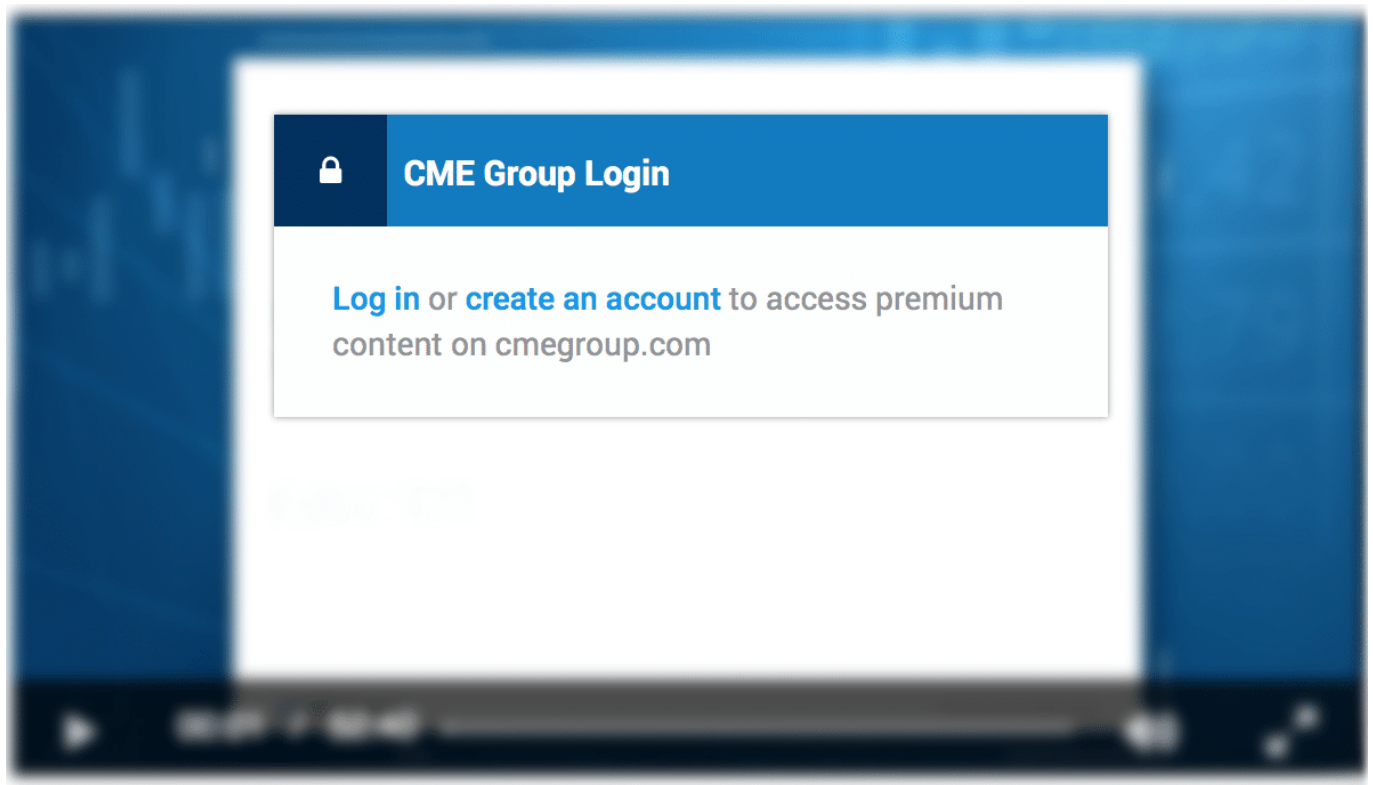 CME Group Login
Log in or create an account to access premium
content on cmegroup.com